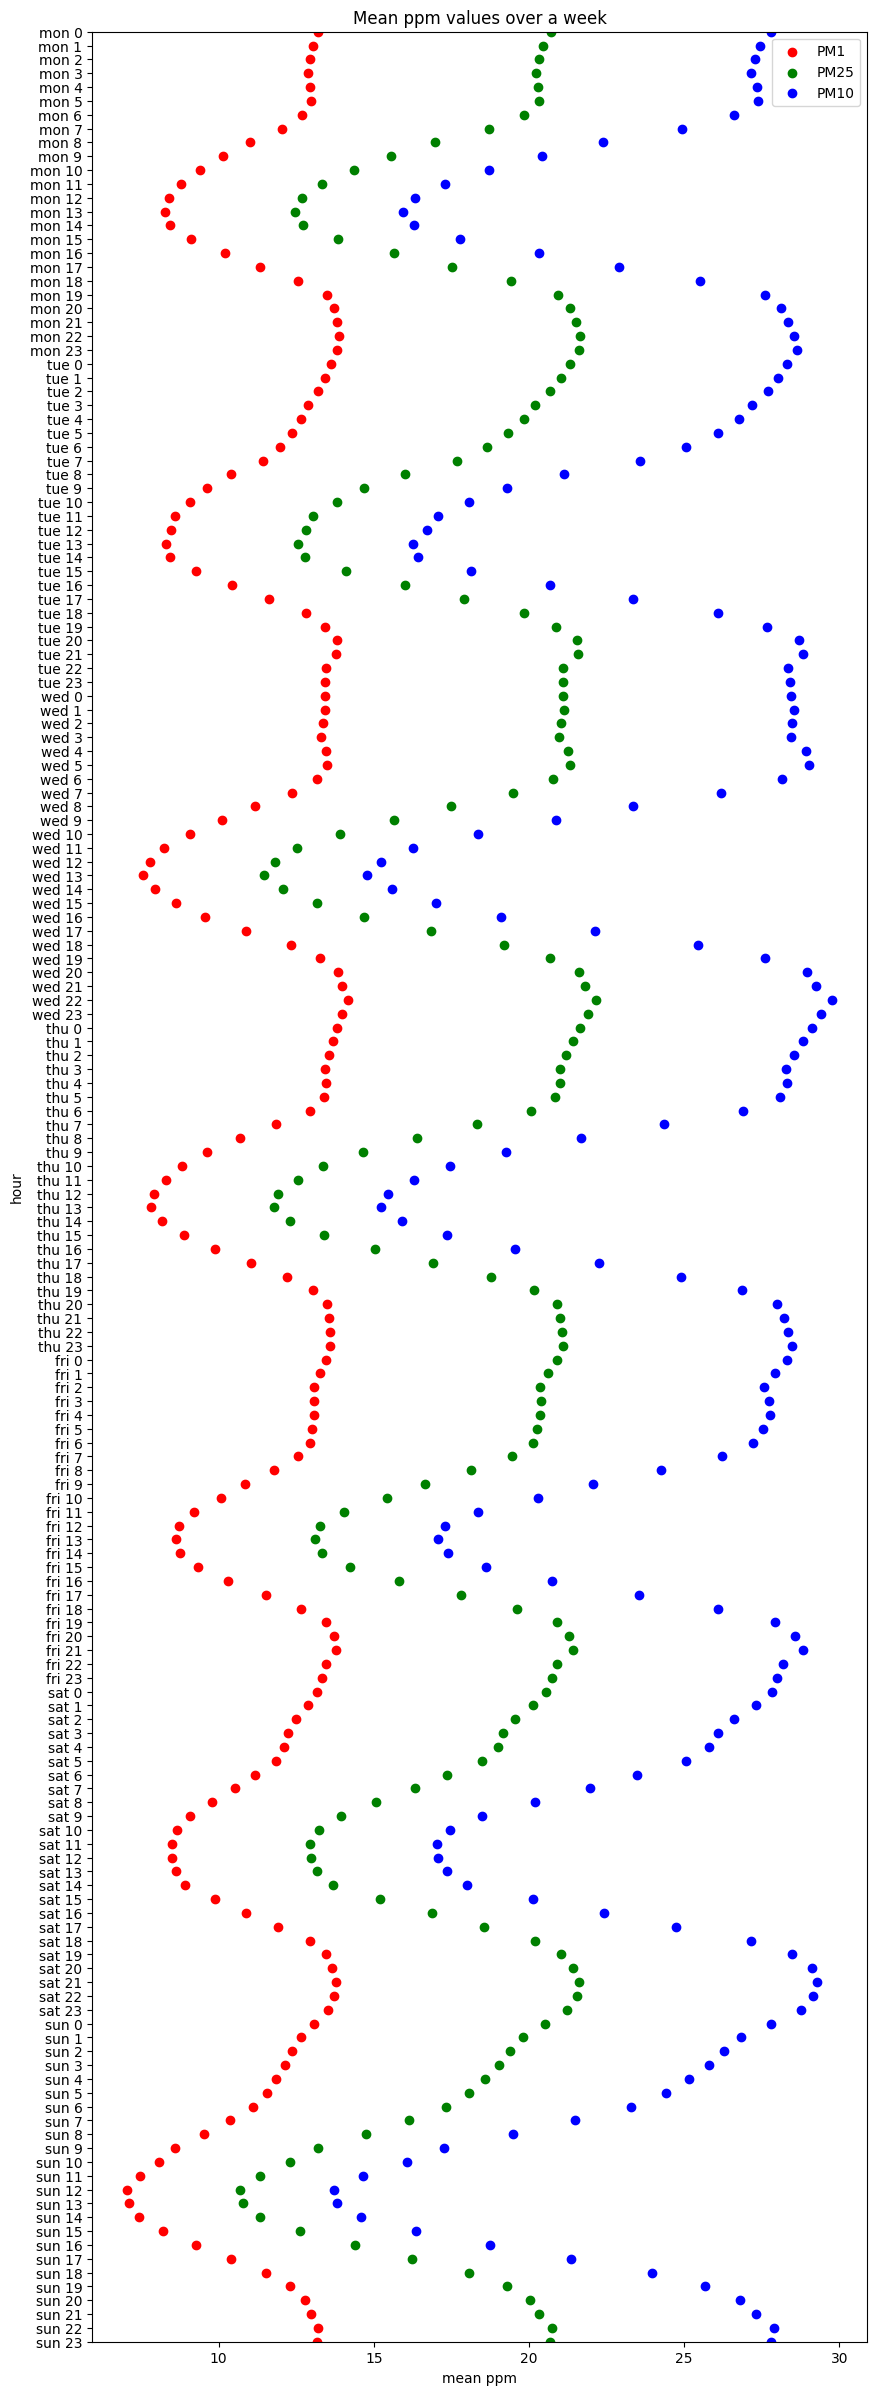 Mean ppm values over a week
PM1
PM25
PM10
mon 0
mon 1
mon 2
mon 3
mon 4
mon 5
mon 6
mon 7
mon 8
mon 9
mon 10
mon 11
mon 12
mon 13
mon 14
mon 15
mon 16
mon 17
mon 18
mon 19
mon 20
mon 21
mon 22
mon 23
tue 0
tue 1
tue 2
tue 3
tue 4
tue 5
tue 6
tue 7
tue 8
tue 9
tue 10
tue 11
tue 12
tue 13
tue 14
tue 15
tue 16
tue 17
tue 18
tue 19
tue 20
tue 21
tue 22
tue 23
wed 0
wed 1
wed 2
wed 3
wed 4
wed 5
wed 6
wed 7
wed 8
wed 9
wed 10
wed 11
wed 12
wed 13
wed 14
wed 15
wed 16
wed 17
wed 18
wed 19
wed 20
wed 21
wed 22
wed 23
thu 0
thu 1
thu 2
thu 3
thu 4
thu 5
thu 6
thu 7
thu 8
thu 9
thu 10
thu 11
thu 12
thu 13
thu 14
thu 15
thu 16
thu 17
thu 18
thu 19
thu 20
thu 21
thu 22
thu 23
fri 0
fri 1
fri 2
fri 3
fri 4
fri 5
fri 6
fri 7
fri 8
fri 9
fri 10
fri 11
fri 12
fri 13
fri 14
fri 15
fri 16
fri 17
fri 18
fri 19
fri 20
fri 21
fri 22
fri 23
sat 0
sat 1
sat 2
sat 3
sat 4
sat 5
sat 6
sat 7
sat 8
sat 9
sat 10
sat 11
sat 12
sat 13
sat 14
sat 15
sat 16
sat 17
sat 18
sat 19
sat 20
sat 21
sat 22
sat 23
sun 0
sun 1
sun 2
sun 3
sun 4
sun 5
sun 6
sun 7
sun 8
sun 9
sun 10
sun 11
sun 12
sun 13
sun 14
sun 15
sun 16
sun 17
sun 18
sun 19
sun 20
sun 21
sun 22
sun 23
hour
10 15 20 25 30
mean ppm